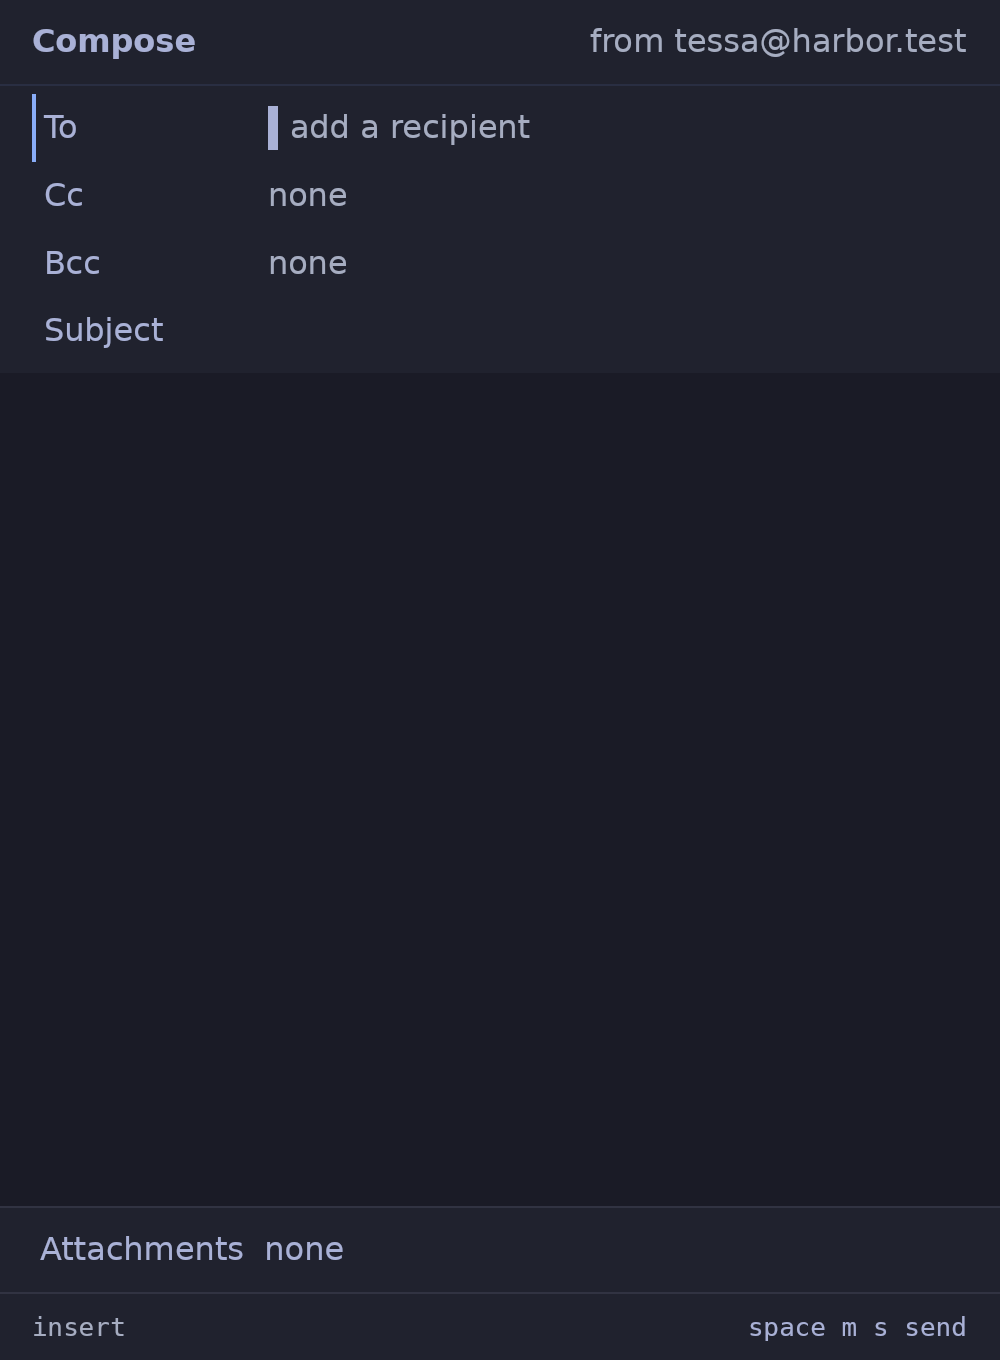 Compose from tessa@harbor.test
To add a recipient
Cc none
Bcc none
Subject
Attachments none
insert space m s send